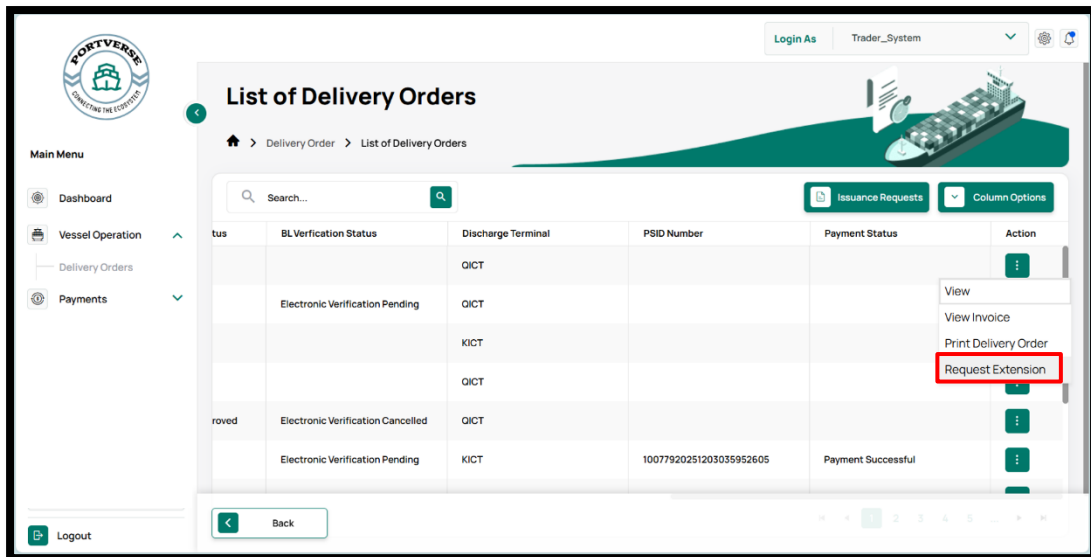 PORTVERSE
CONNECTING THE ECOSYSTEM
Login As Trader_System
List of Delivery Orders
Delivery Order > List of Delivery Orders
Main Menu
Dashboard
Vessel Operation
Delivery Orders
Payments
Logout
Search...
Issuance Requests
Column Options
tus BL Verfication Status Discharge Terminal PSID Number Payment Status Action
QICT
Electronic Verification Pending QICT
KICT
QICT
roved Electronic Verification Cancelled QICT
Electronic Verification Pending KICT 10077920251203035952605 Payment Successful
View
View Invoice
Print Delivery Order
Request Extension
Back
1 2 3 4 5 ...